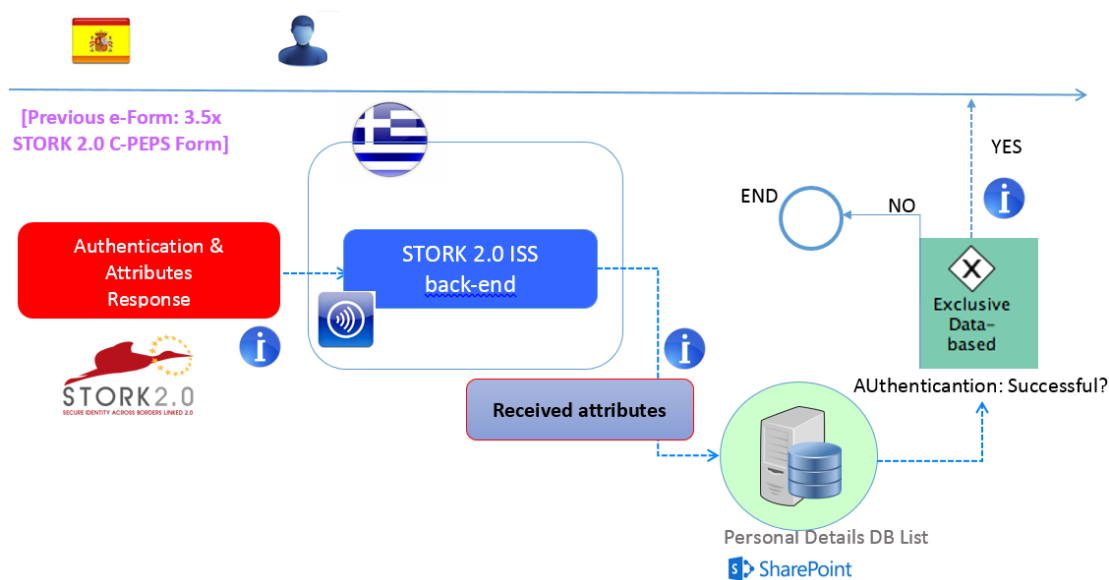 [Previous e-Form: 3.5x
STORK 2.0 C-PEPS Form]
Authentication &
Attributes
Response
STORK 2.0
SECURE IDENTITY ACROSS BORDERS LINKED 2.0
STORK 2.0 ISS
back-end
Received attributes
Personal Details DB List
S
SharePoint
END
NO
YES
X
Exclusive
Data-
based
AUthenticantion: Successful?
i
i
i